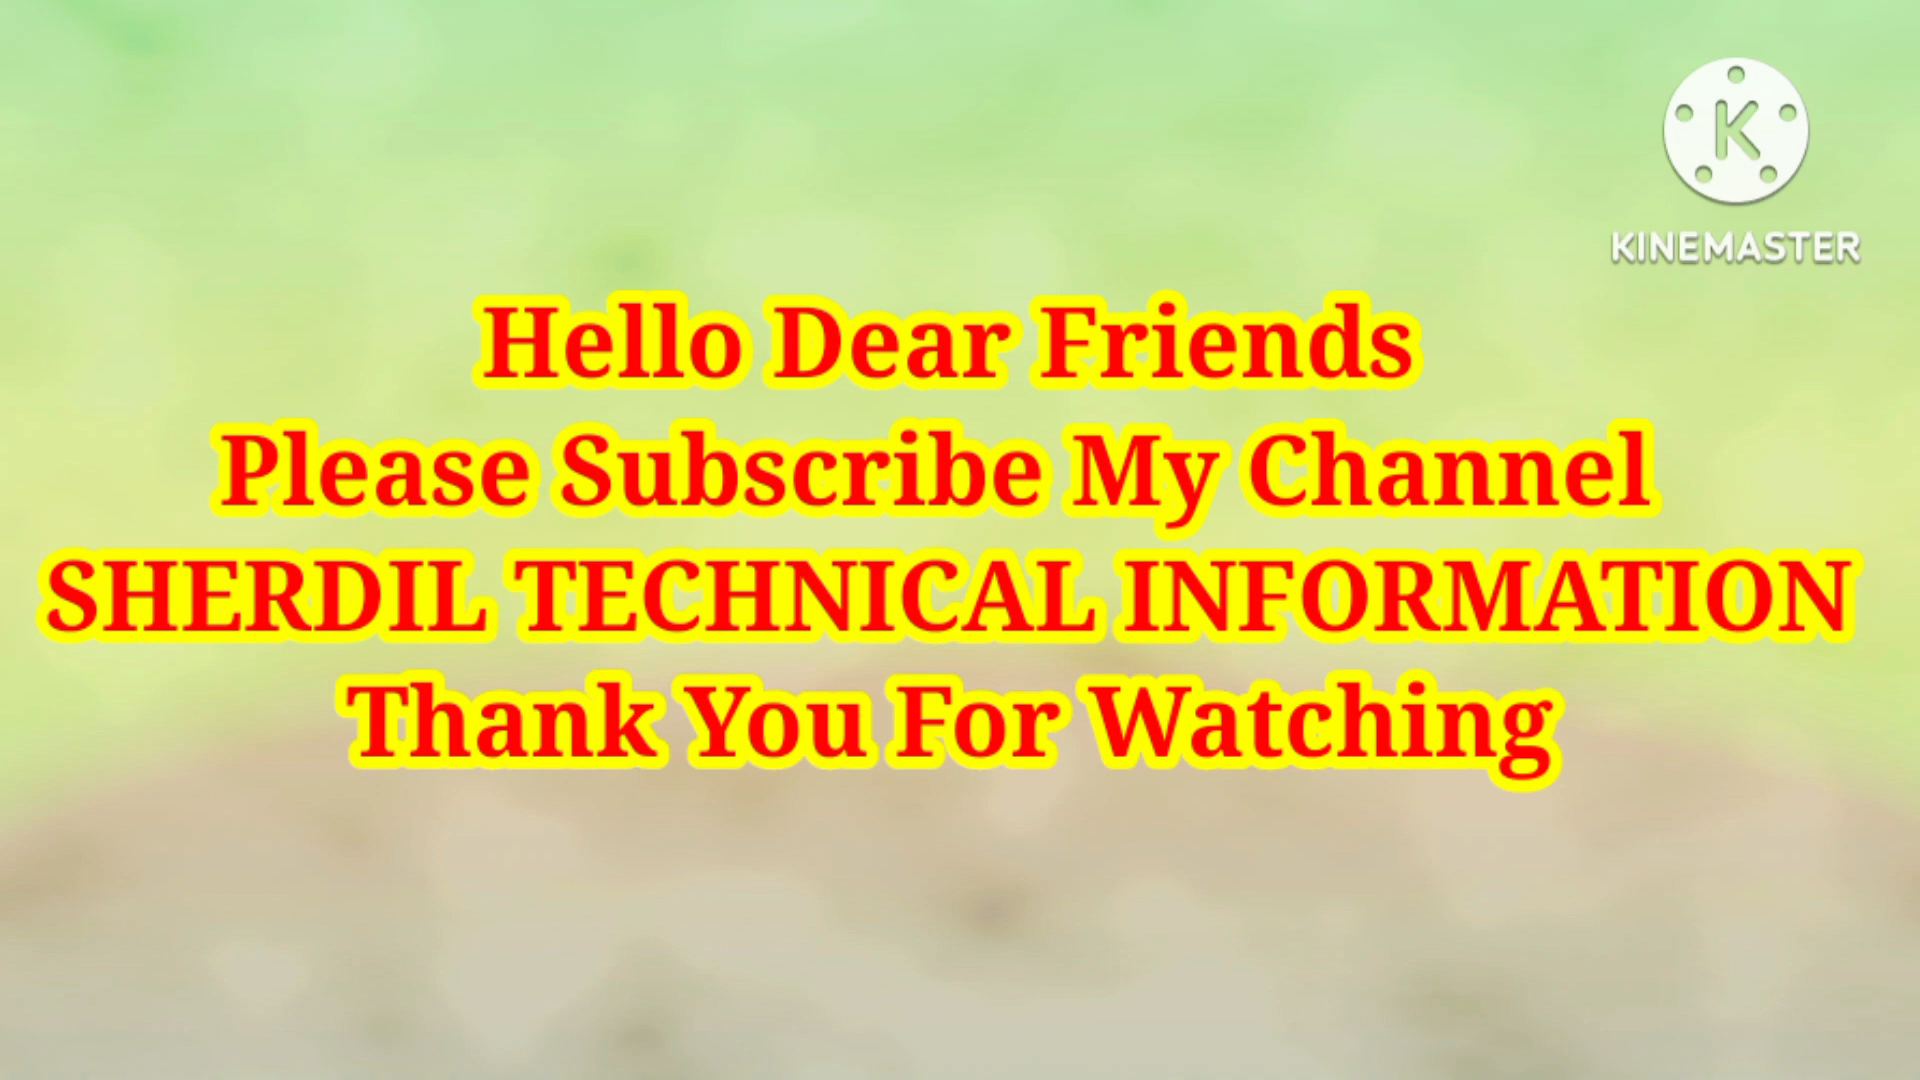 K
KINEMASTER
Hello Dear Friends
Please Subscribe My Channel
SHERDIL TECHNICAL INFORMATION
Thank You For Watching